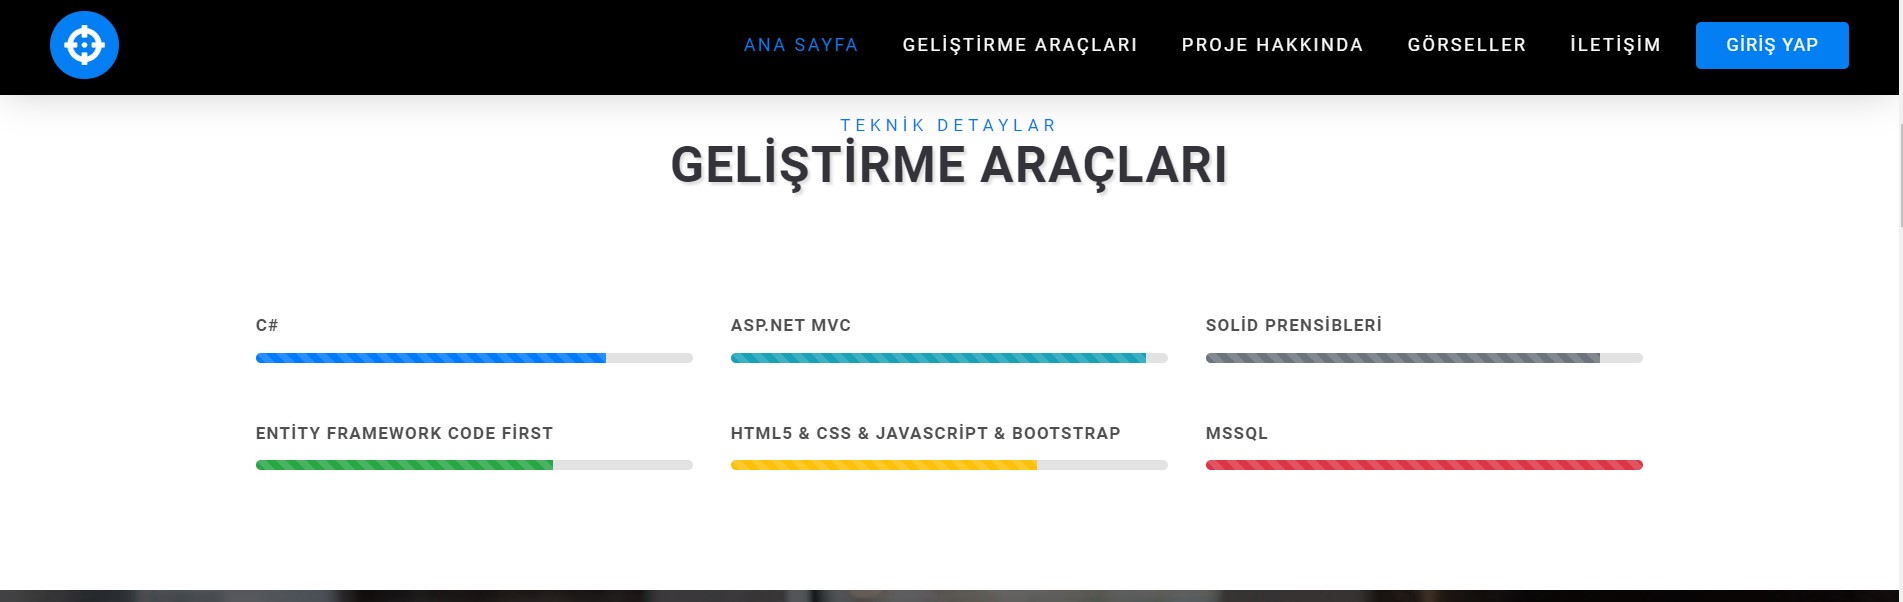 ANA SAYFA GELİŞTİRME ARAÇLARI PROJE HAKKINDA GÖRSELLER İLETİŞİM GİRİŞ YAP
TEKNİK DETAYLAR
GELİŞTİRME ARAÇLARI
C# ASP.NET MVC SOLİD PRENSİBLERİ
ENTİTY FRAMEWORK CODE FİRST HTML5 & CSS & JAVASCRİPT & BOOTSTRAP MSSQL